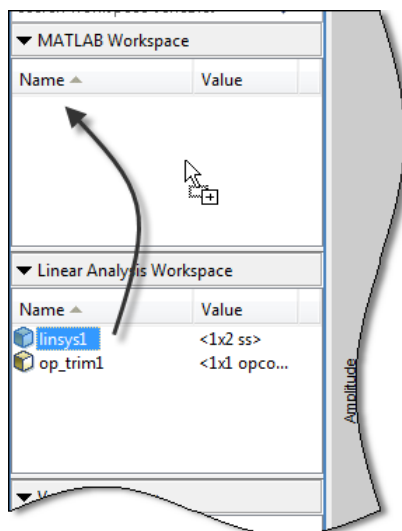 MATLAB Workspace
Name Value
Linear Analysis Workspace
Name Value
linsys1 <1x2 ss>
op_trim1 <1x1 opco...
Amplitude